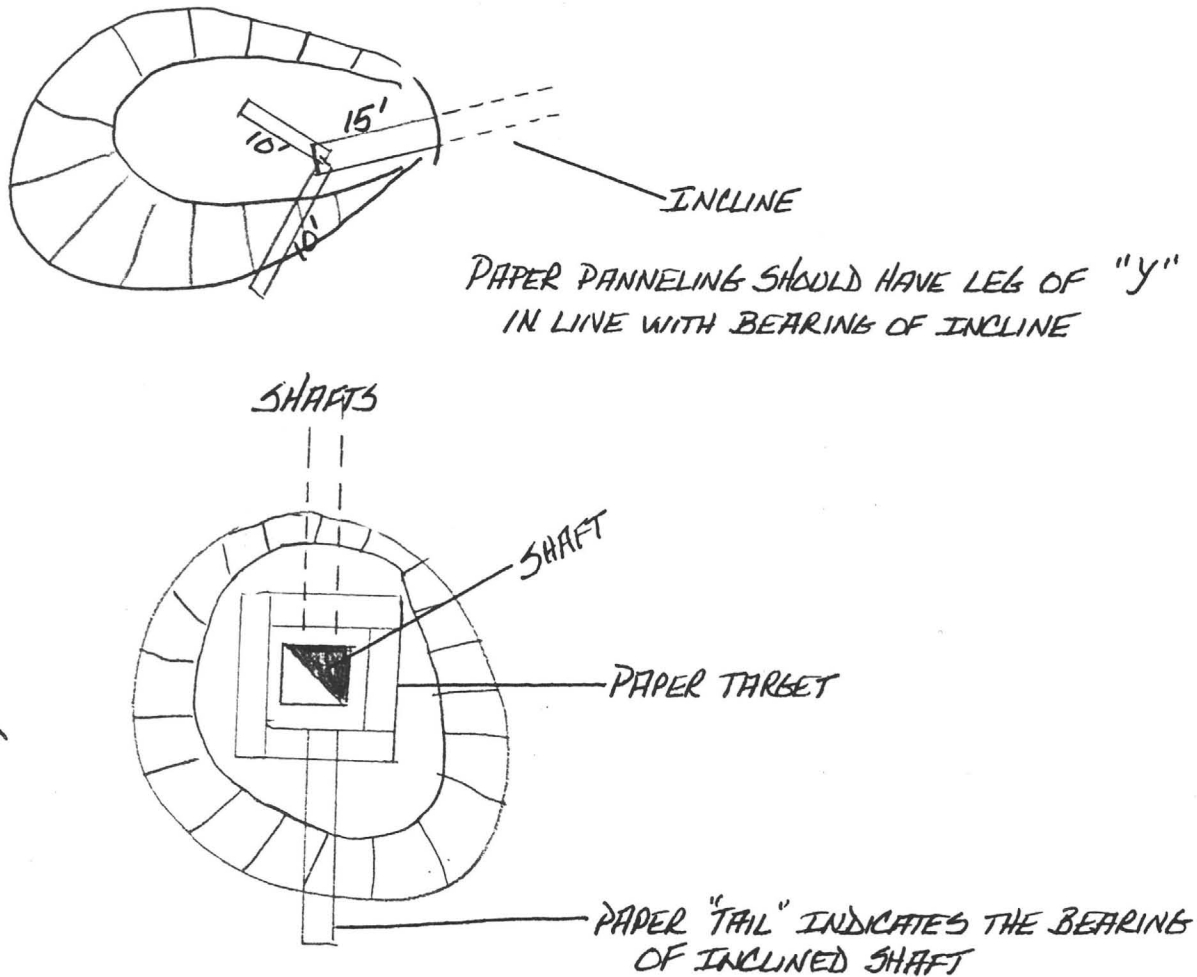 15'
10'
10'
INCLINE
PAPER PANNELING SHOULD HAVE LEG OF "Y"
IN LINE WITH BEARING OF INCLINE
SHAFTS
SHAFT
PAPER TARGET
PAPER "TAIL" INDICATES THE BEARING
OF INCLINED SHAFT